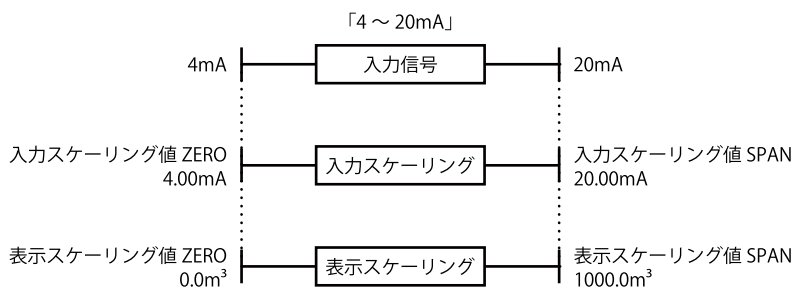 「4 ～ 20mA」
4mA
入力信号
20mA
入力スケーリング値 ZERO
4.00mA
入力スケーリング
入力スケーリング値 SPAN
20.00mA
表示スケーリング値 ZERO
0.0m³
表示スケーリング
表示スケーリング値 SPAN
1000.0m³